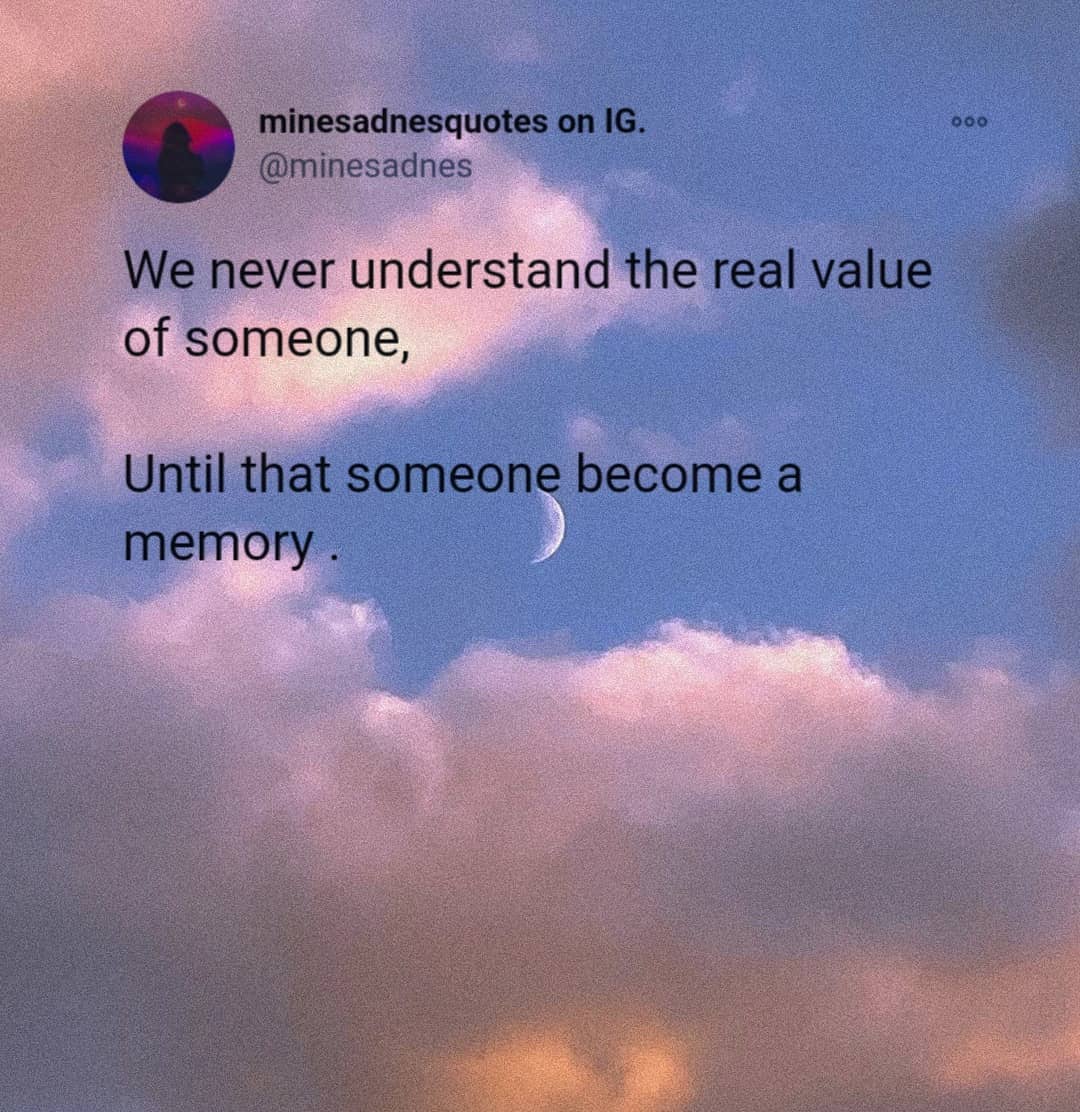 minesadnesquotes on IG.
@minesadnes
We never understand the real value
of someone,
Until that someone become a
memory .